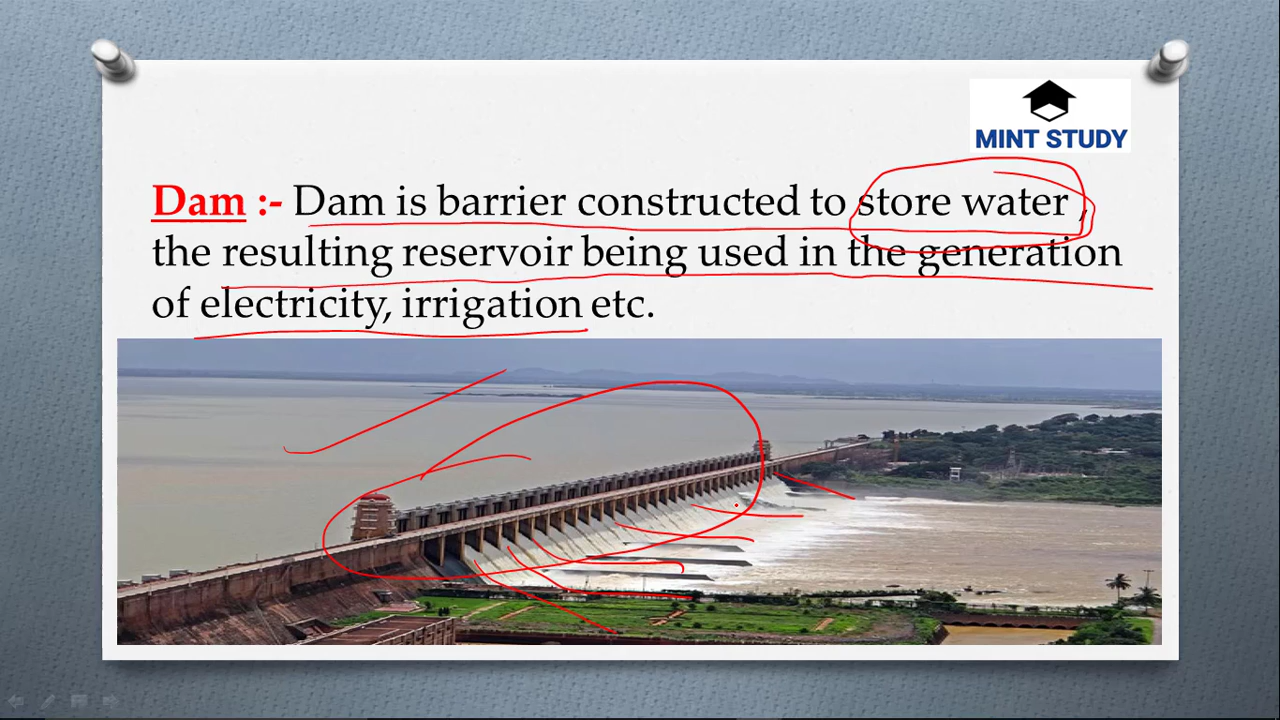 MINT STUDY
Dam :- Dam is barrier constructed to store water ,
the resulting reservoir being used in the generation
of electricity, irrigation etc.